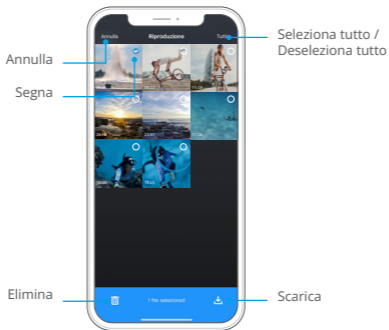 Annulla
Riproduzione
Tutto
Seleziona tutto /
Deseleziona tutto
Annulla
Segna
1 file selezionati
Elimina
Scarica